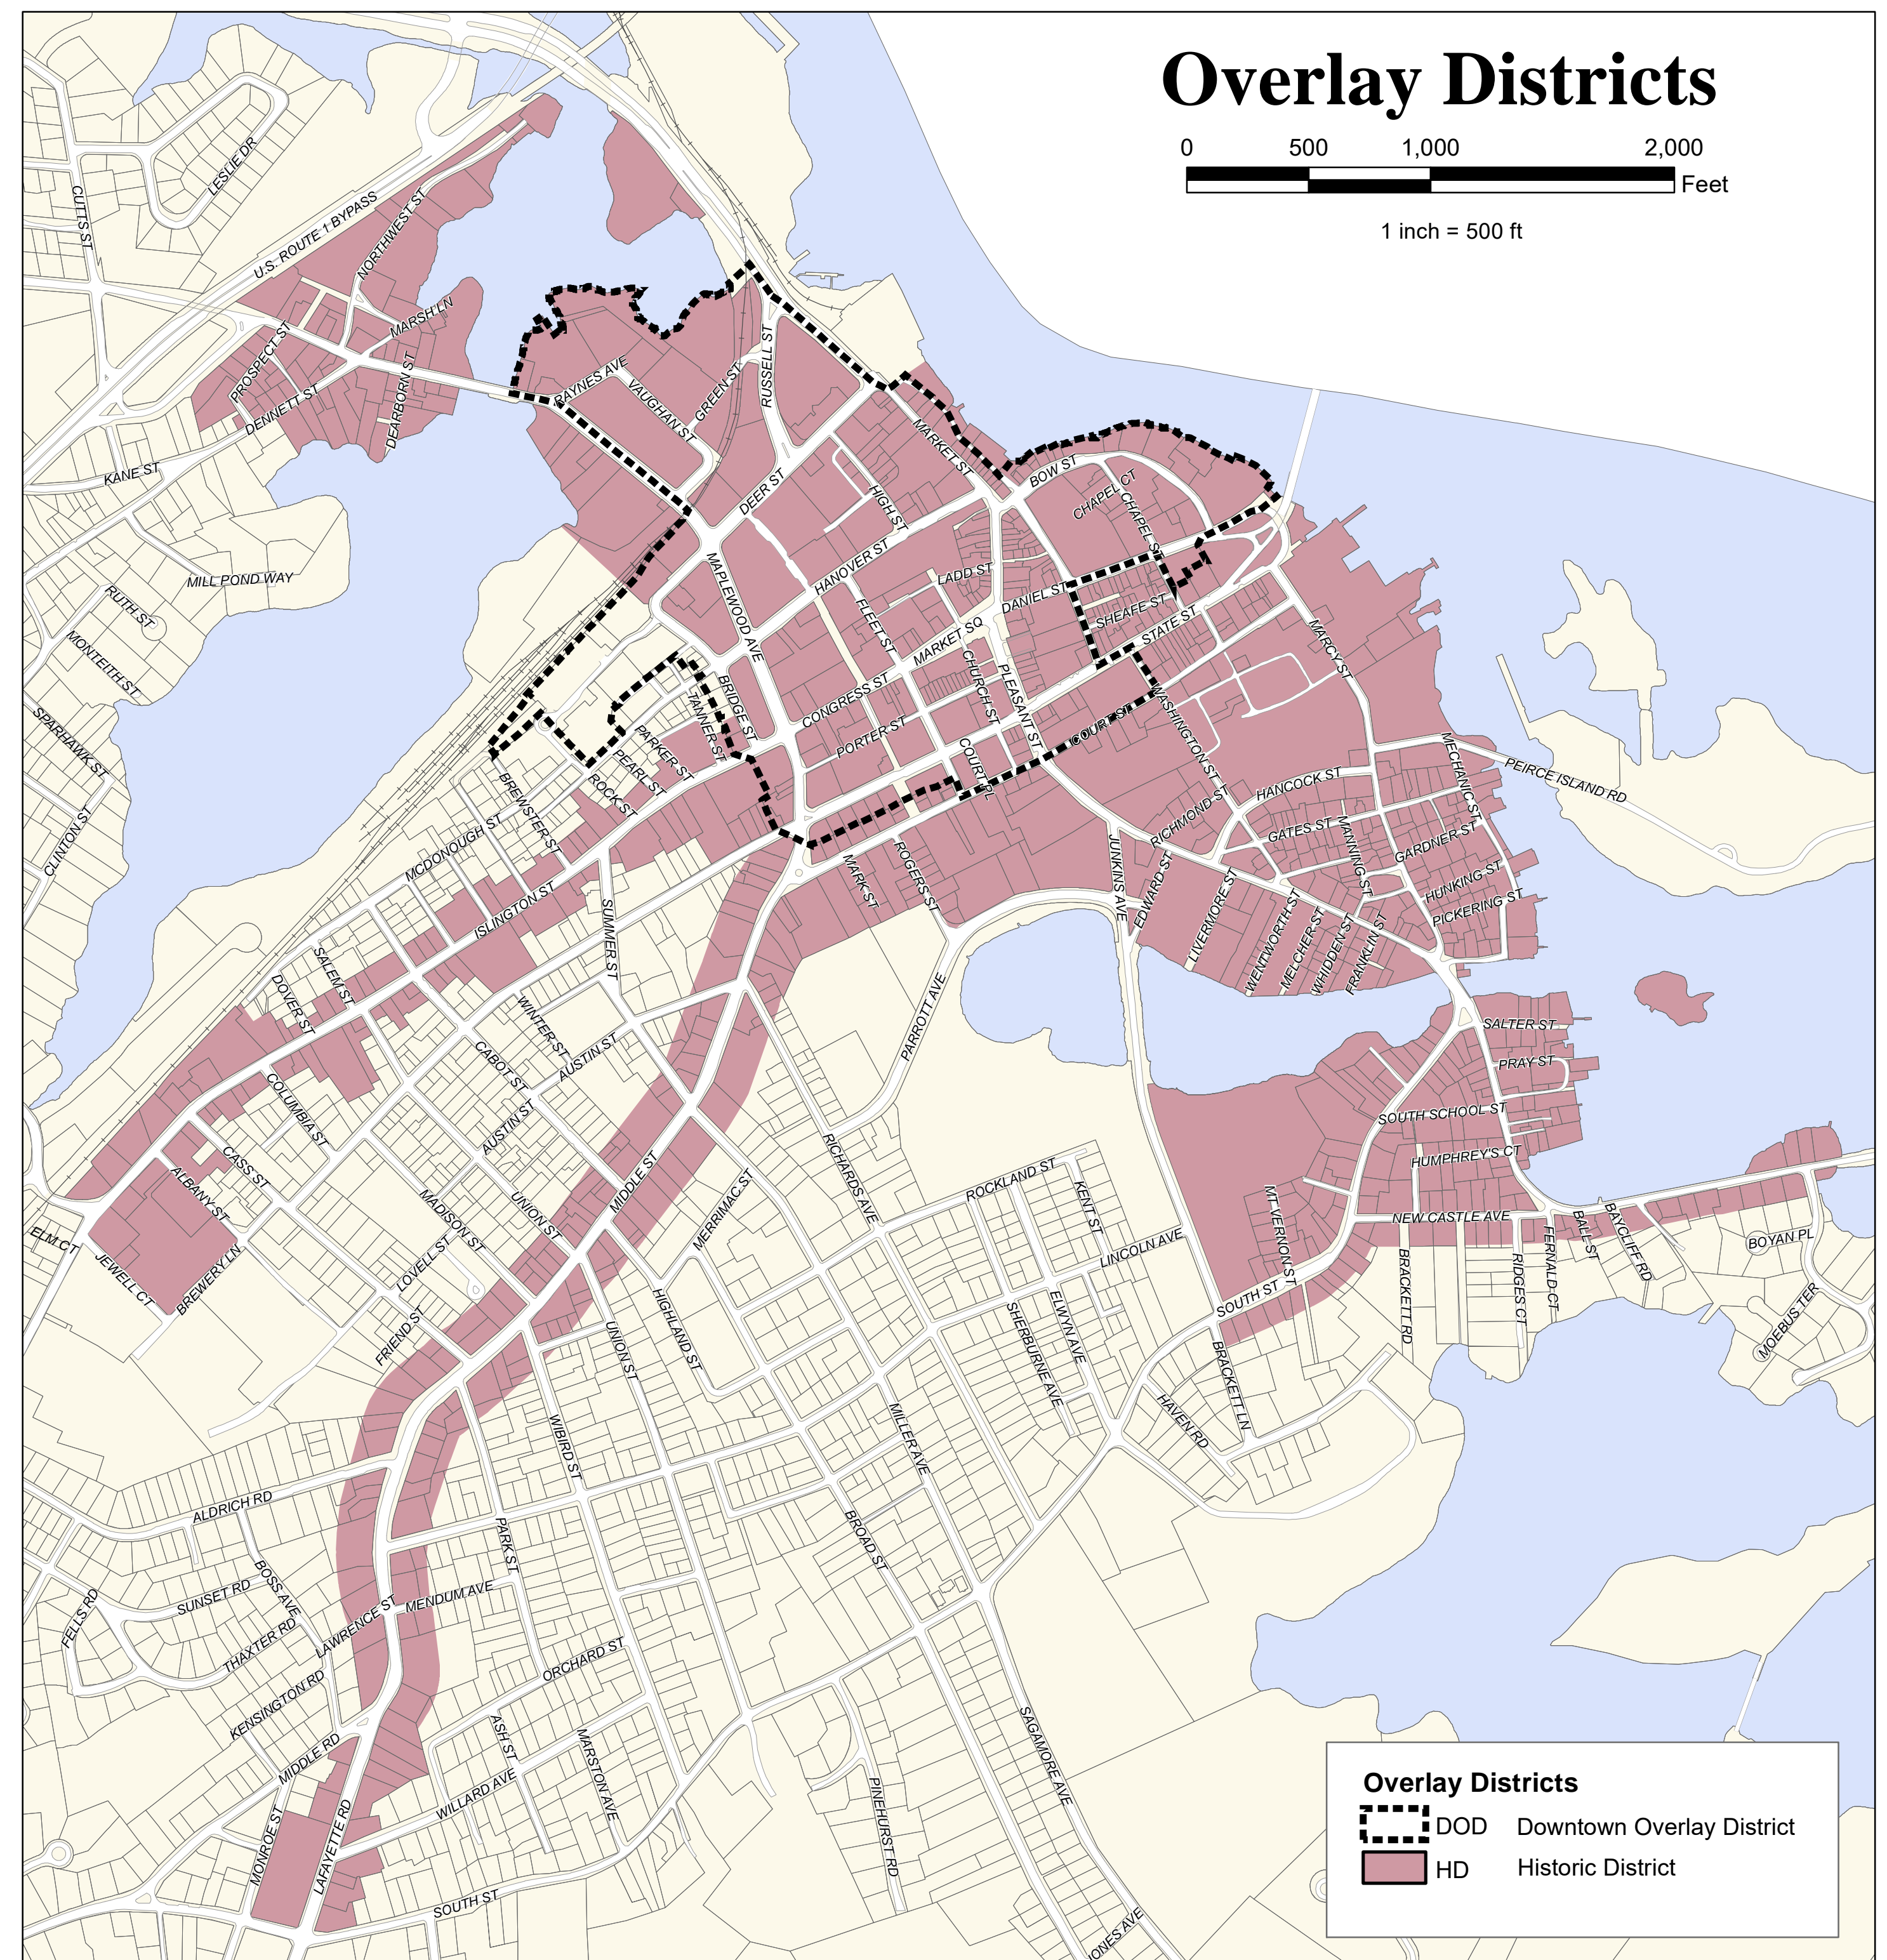 Overlay Districts
0 500 1,000 2,000
Feet
1 inch = 500 ft
LESLIE DR
CUTTS ST
U.S. ROUTE 1 BYPASS
NORTHWEST ST
MARSH LN
PROSPECT ST
DENNETT ST
DEARBORN ST
KANE ST
RAYNES AVE
VAUGHAN ST
GREEN ST
RUSSELL ST
MARKET ST
DEER ST
HIGH ST
BOW ST
CHAPEL CT
CHAPEL ST
MILL POND WAY
RUTH ST
MONTEITH ST
SPARHAWK ST
CLINTON ST
MAPLEWOOD AVE
HANOVER ST
LADD ST
DANIEL ST
SHEAFE ST
STATE ST
FLEET ST
MARKET SQ
MARCY ST
CHURCH ST
PLEASANT ST
BRIDGE ST
TANNER ST
CONGRESS ST
PORTER ST
COURT ST
WASHINGTON ST
PARKER ST
PEARL ST
ROCK ST
COURT PL
BREWSTER ST
MCDONOUGH ST
HANCOCK ST
MECHANIC ST
PEIRCE ISLAND RD
RICHMOND ST
GATES ST
MANNING ST
GARDNER ST
HUNKING ST
PICKERING ST
JUNKINS AVE
EDWARD ST
LIVERMORE ST
WENTWORTH ST
MELCHER ST
WHIDDEN ST
FRANKLIN ST
MARK ST
ROGERS ST
ISLINGTON ST
SUMMER ST
SALEM ST
DOVER ST
WINTER ST
AUSTIN ST
CABOT ST
AUSTIN ST
COLUMBIA ST
PARROTT AVE
SALTER ST
PRAY ST
SOUTH SCHOOL ST
HUMPHREY'S CT
CASS ST
ALBANY ST
MADISON ST
UNION ST
MIDDLE ST
MERRIMAC ST
RICHARDS AVE
ROCKLAND ST
KENT ST
LINCOLN AVE
MT VERNON ST
NEW CASTLE AVE
BALL ST
BAYCLIFF RD
BOYAN PL
ELM CT
JEWELL CT
BREWERY LN
LOVELL ST
FRIEND ST
HIGHLAND ST
UNION ST
SHERBURNE AVE
ELWYN AVE
SOUTH ST
BRACKETT RD
RIDGES CT
FERNALD CT
MOEBUS TER
BRACKETT LN
HAVEN RD
WIBIRD ST
MILLER AVE
ALDRICH RD
PARK ST
BROAD ST
BOSS AVE
SUNSET RD
FELLS RD
THAXTER RD
LAWRENCE ST
MENDUM AVE
KENSINGTON RD
ORCHARD ST
MIDDLE RD
ASH ST
MARSTON AVE
WILLARD AVE
SAGAMORE AVE
PINEHURST RD
MONROE ST
LAFAYETTE RD
SOUTH ST
JONES AVE
Overlay Districts
DOD Downtown Overlay District
HD Historic District